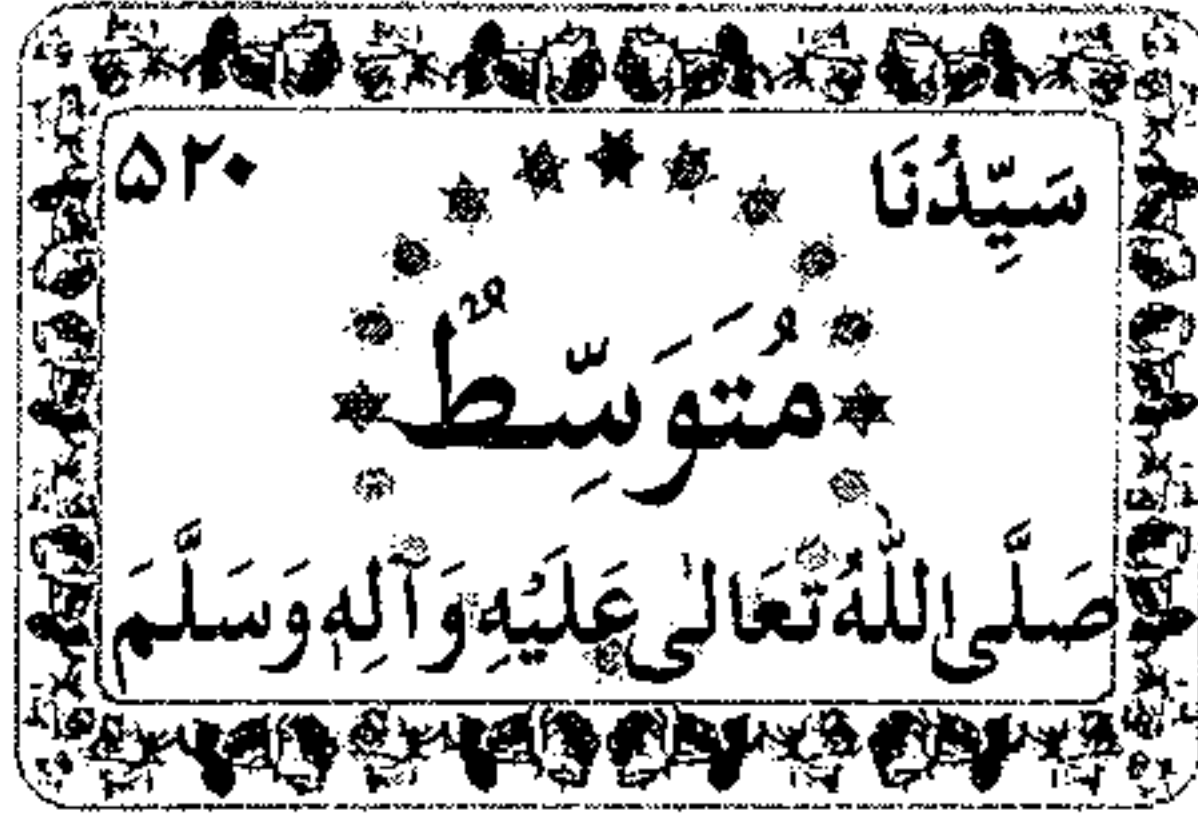 سَيِّدُنَا ۵۲۰
مُتَوَسِّطٌ
صَلَّى اللّٰهُ تَعَالٰى عَلَيْهِ وَآلِهٖ وَسَلَّمَ